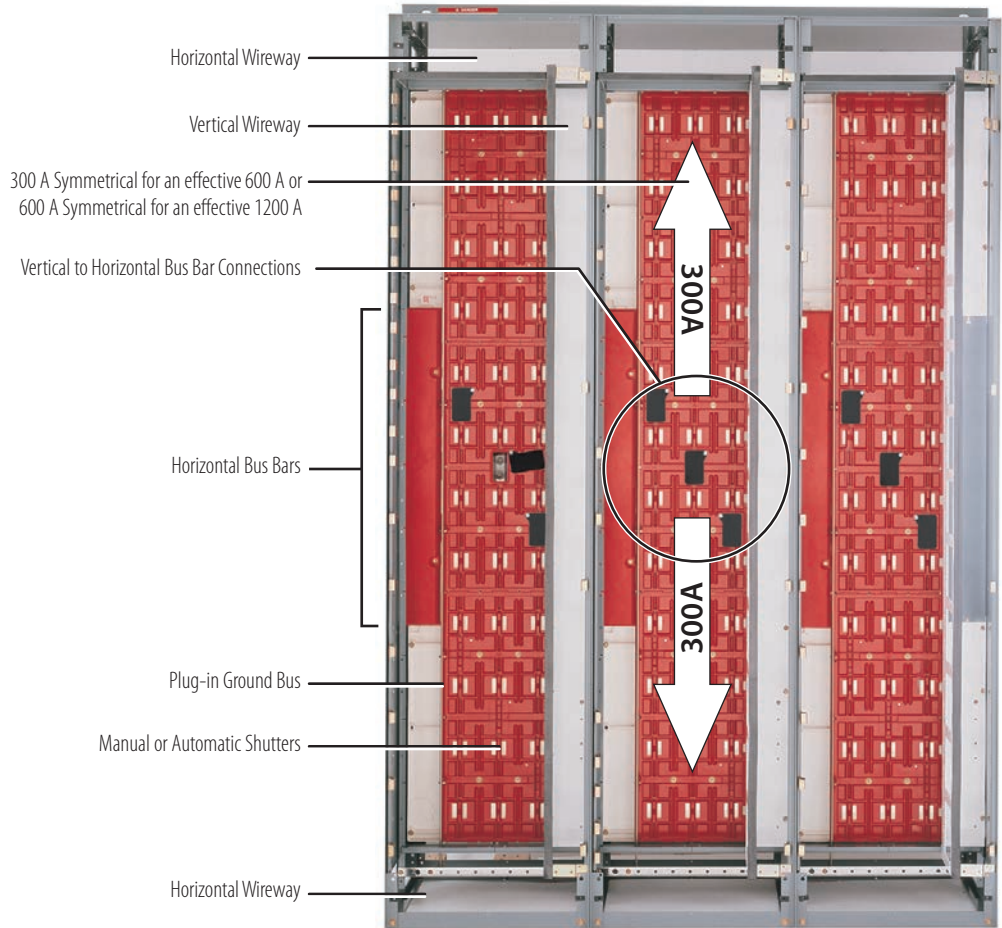 DANGER
Horizontal Wireway
Vertical Wireway
300 A Symmetrical for an effective 600 A or
600 A Symmetrical for an effective 1200 A
Vertical to Horizontal Bus Bar Connections
300A
Horizontal Bus Bars
300A
Plug-in Ground Bus
Manual or Automatic Shutters
Horizontal Wireway